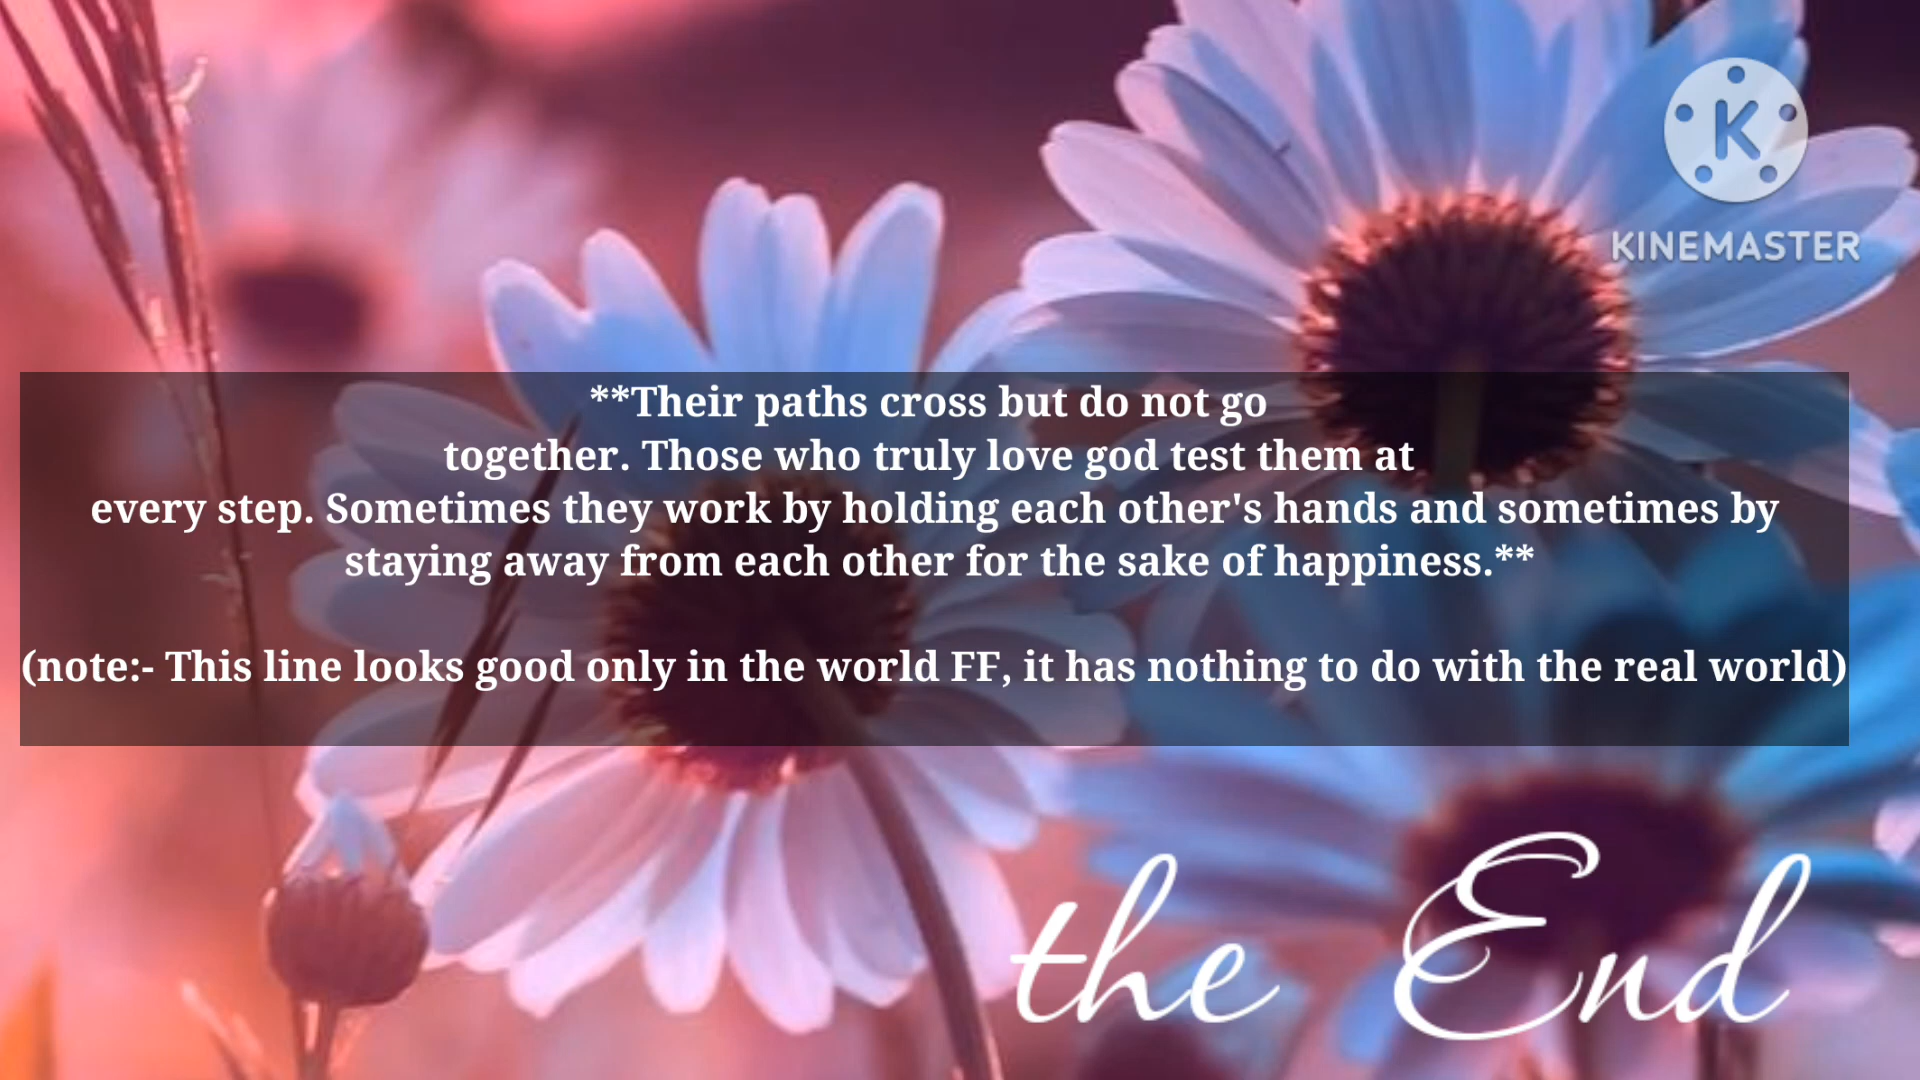 K
KINEMASTER
**Their paths cross but do not go
together. Those who truly love god test them at
every step. Sometimes they work by holding each other's hands and sometimes by
staying away from each other for the sake of happiness.**
(note:- This line looks good only in the world FF, it has nothing to do with the real world)
the End